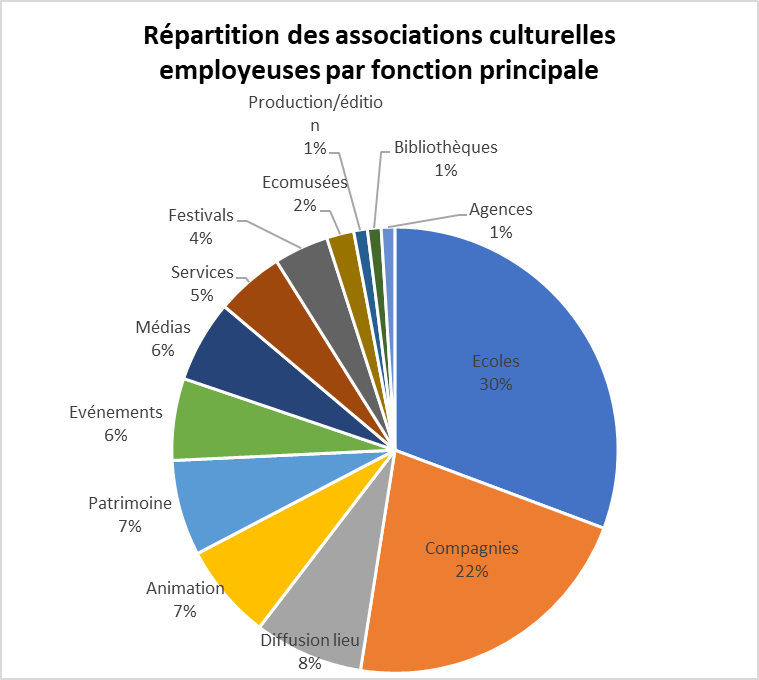 Répartition des associations culturelles
employeuses par fonction principale
Production/éditio
n
1%
Bibliothèques
1%
Ecomusées
2%
Agences
1%
Festivals
4%
Services
5%
Médias
6%
Ecoles
30%
Evénements
6%
Patrimoine
7%
Compagnies
22%
Animation
7%
Diffusion lieu
8%